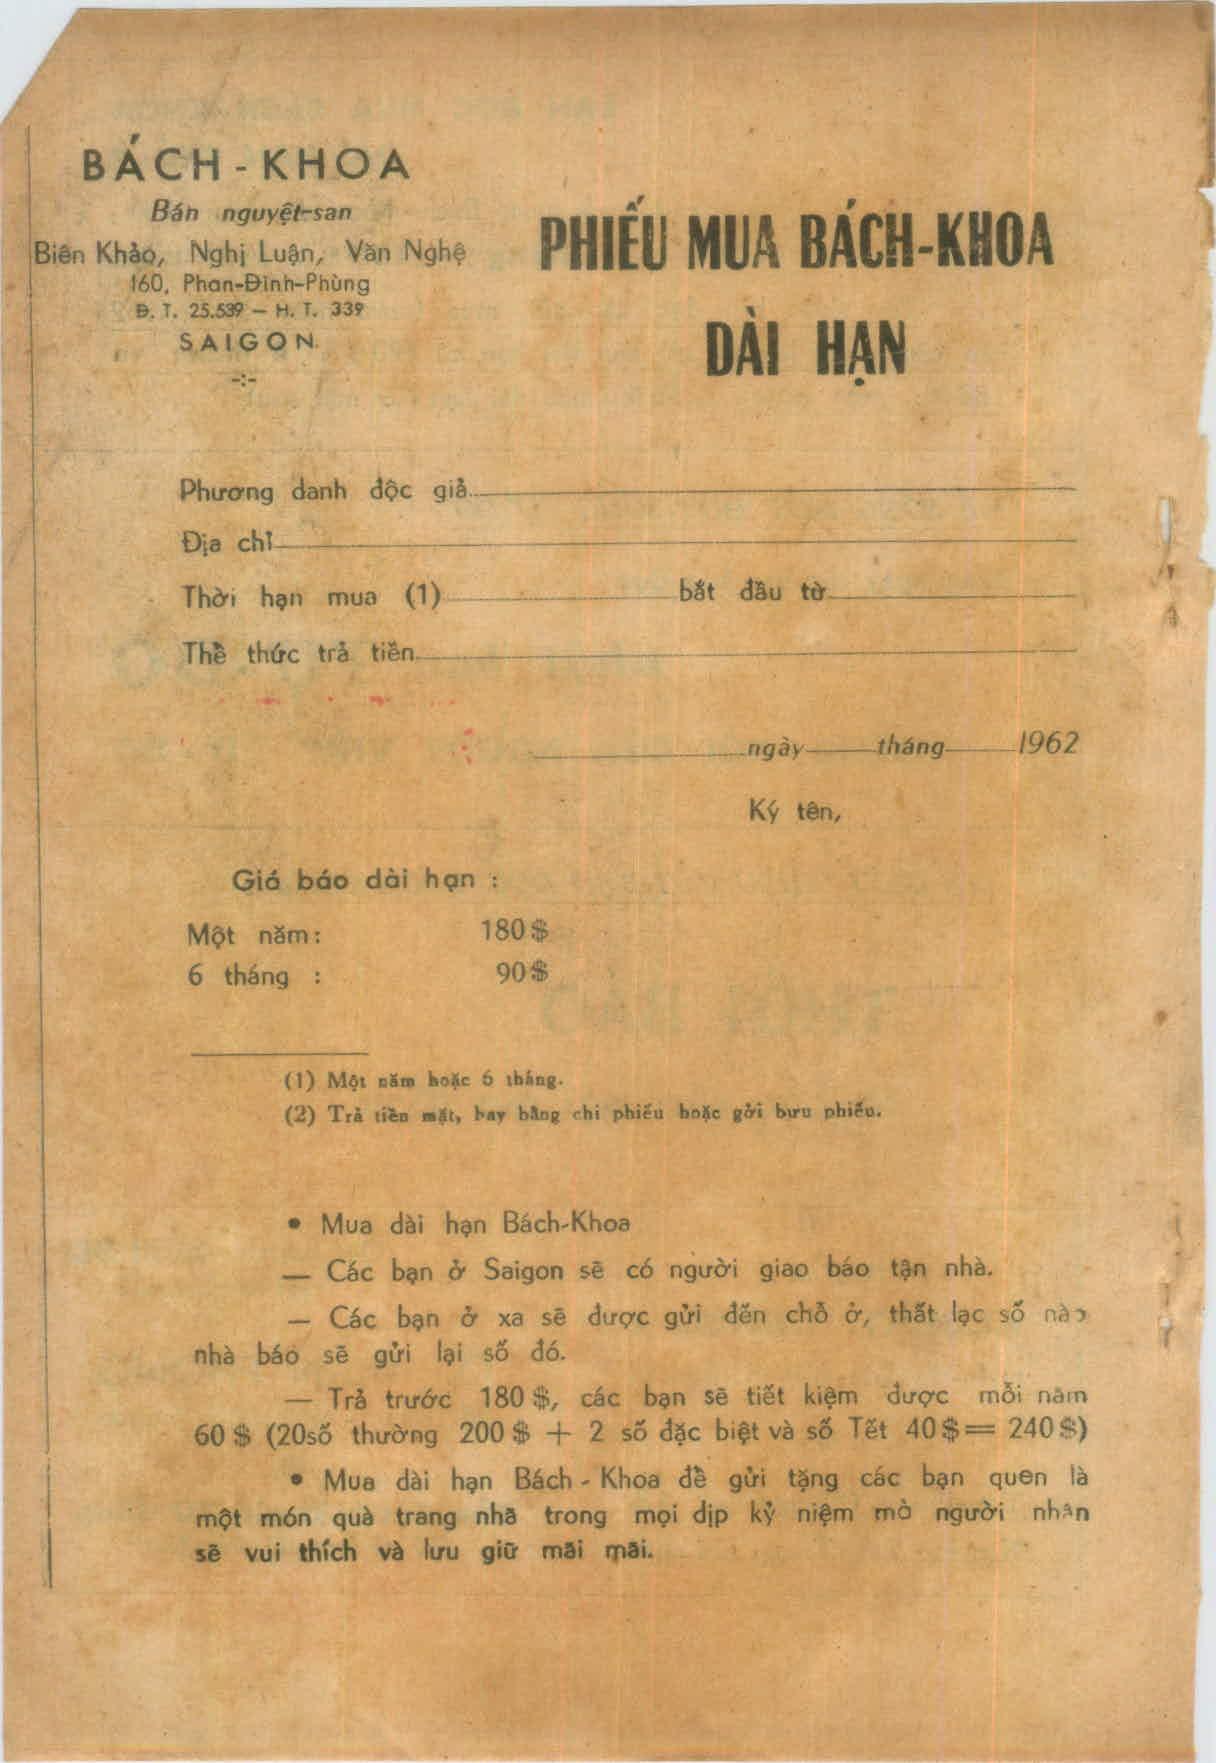 BÁCH - KHOA
Bán nguyệt-san
Biên Khảo, Nghị Luận, Văn Nghệ
160, Phan-Đình-Phùng
Đ. T. 25.539 — H. T. 339
SAIGON
-:-
PHIẾU MUA BÁCH-KHOA
DÀI HẠN
Phương danh độc giả
Địa chỉ
Thời hạn mua (1) bắt đầu từ
Thể thức trả tiền
ngày tháng 1962
Ký tên,
Giá báo dài hạn :
Một năm: 180$
6 tháng : 90$
(1) Một năm hoặc 6 tháng.
(2) Trả tiền mặt, hay bằng chi phiếu hoặc gởi bưu phiếu.
• Mua dài hạn Bách-Khoa
— Các bạn ở Saigon sẽ có người giao báo tận nhà.
— Các bạn ở xa sẽ được gửi đến chỗ ở, thất lạc số nào
nhà báo sẽ gửi lại số đó.
— Trả trước 180$, các bạn sẽ tiết kiệm được mỗi năm
60$ (20số thường 200$ + 2 số đặc biệt và số Tết 40$= 240$)
• Mua dài hạn Bách - Khoa để gửi tặng các bạn quen là
một món quà trang nhã trong mọi dịp kỷ niệm mà người nhận
sẽ vui thích và lưu giữ mãi mãi.